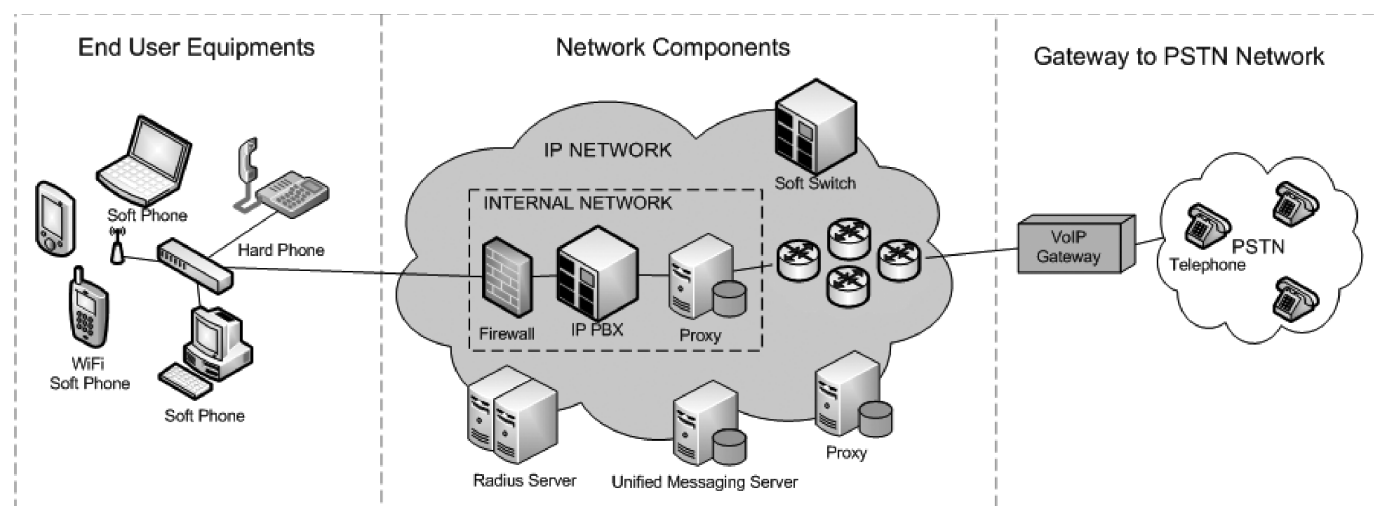 End User Equipments
Network Components
Gateway to PSTN Network
Soft Phone
Hard Phone
WiFi
Soft Phone
Soft Phone
IP NETWORK
INTERNAL NETWORK
Firewall
IP PBX
Proxy
Soft Switch
Radius Server
Unified Messaging Server
Proxy
VoIP
Gateway
PSTN
Telephone